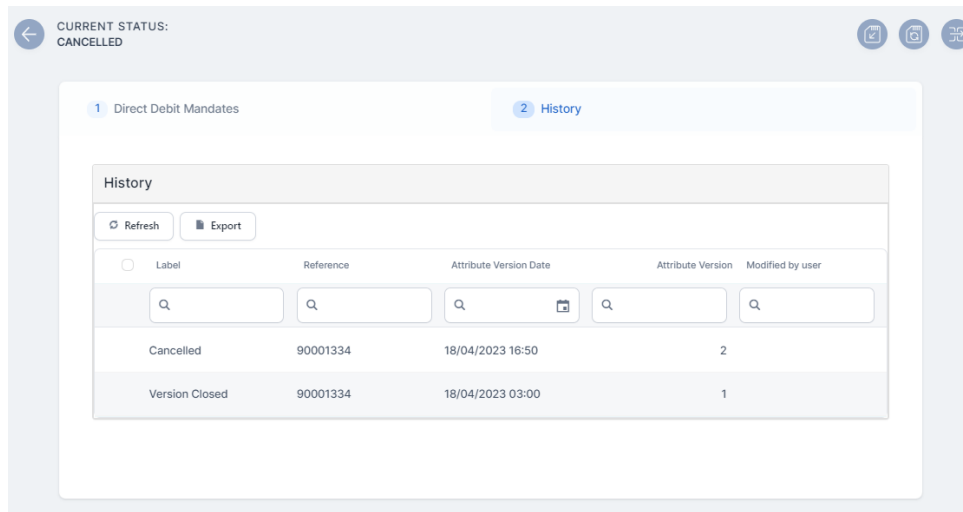 CURRENT STATUS:
CANCELLED
1 Direct Debit Mandates
2 History
History
Refresh Export
Label Reference Attribute Version Date Attribute Version Modified by user
Cancelled 90001334 18/04/2023 16:50 2
Version Closed 90001334 18/04/2023 03:00 1